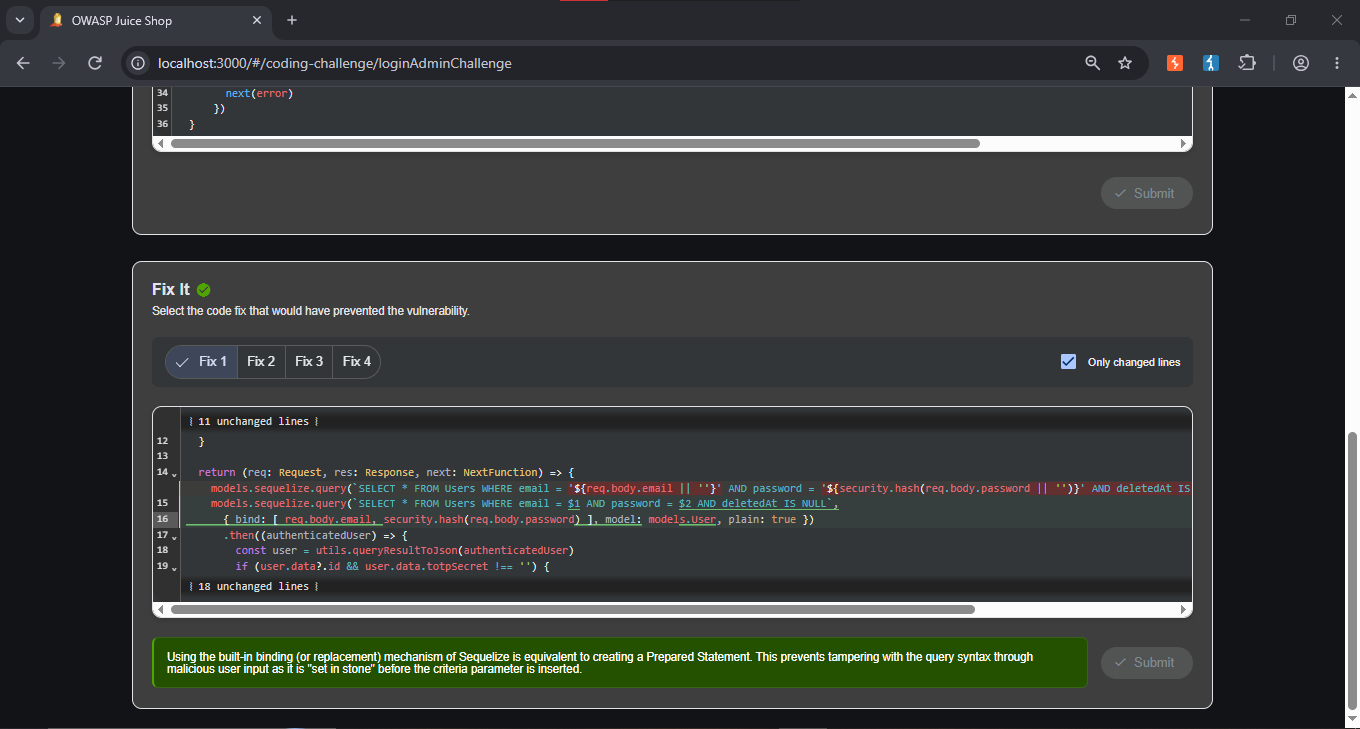 OWASP Juice Shop
localhost:3000/#/coding-challenge/loginAdminChallenge
34 next(error)
35 })
36 }
Submit
Fix It
Select the code fix that would have prevented the vulnerability.
Fix 1 Fix 2 Fix 3 Fix 4 Only changed lines
11 unchanged lines
12 }
13
14 return (req: Request, res: Response, next: NextFunction) => {
models.sequelize.query(`SELECT * FROM Users WHERE email = '${req.body.email || ''}' AND password = '${security.hash(req.body.password || '')}' AND deletedAt IS
15 models.sequelize.query(`SELECT * FROM Users WHERE email = $1 AND password = $2 AND deletedAt IS NULL`,
16 { bind: [ req.body.email, security.hash(req.body.password) ], model: models.User, plain: true })
17 .then((authenticatedUser) => {
18 const user = utils.queryResultToJson(authenticatedUser)
19 if (user.data?.id && user.data.totpSecret !== '') {
18 unchanged lines
Using the built-in binding (or replacement) mechanism of Sequelize is equivalent to creating a Prepared Statement. This prevents tampering with the query syntax through
malicious user input as it is "set in stone" before the criteria parameter is inserted.
Submit